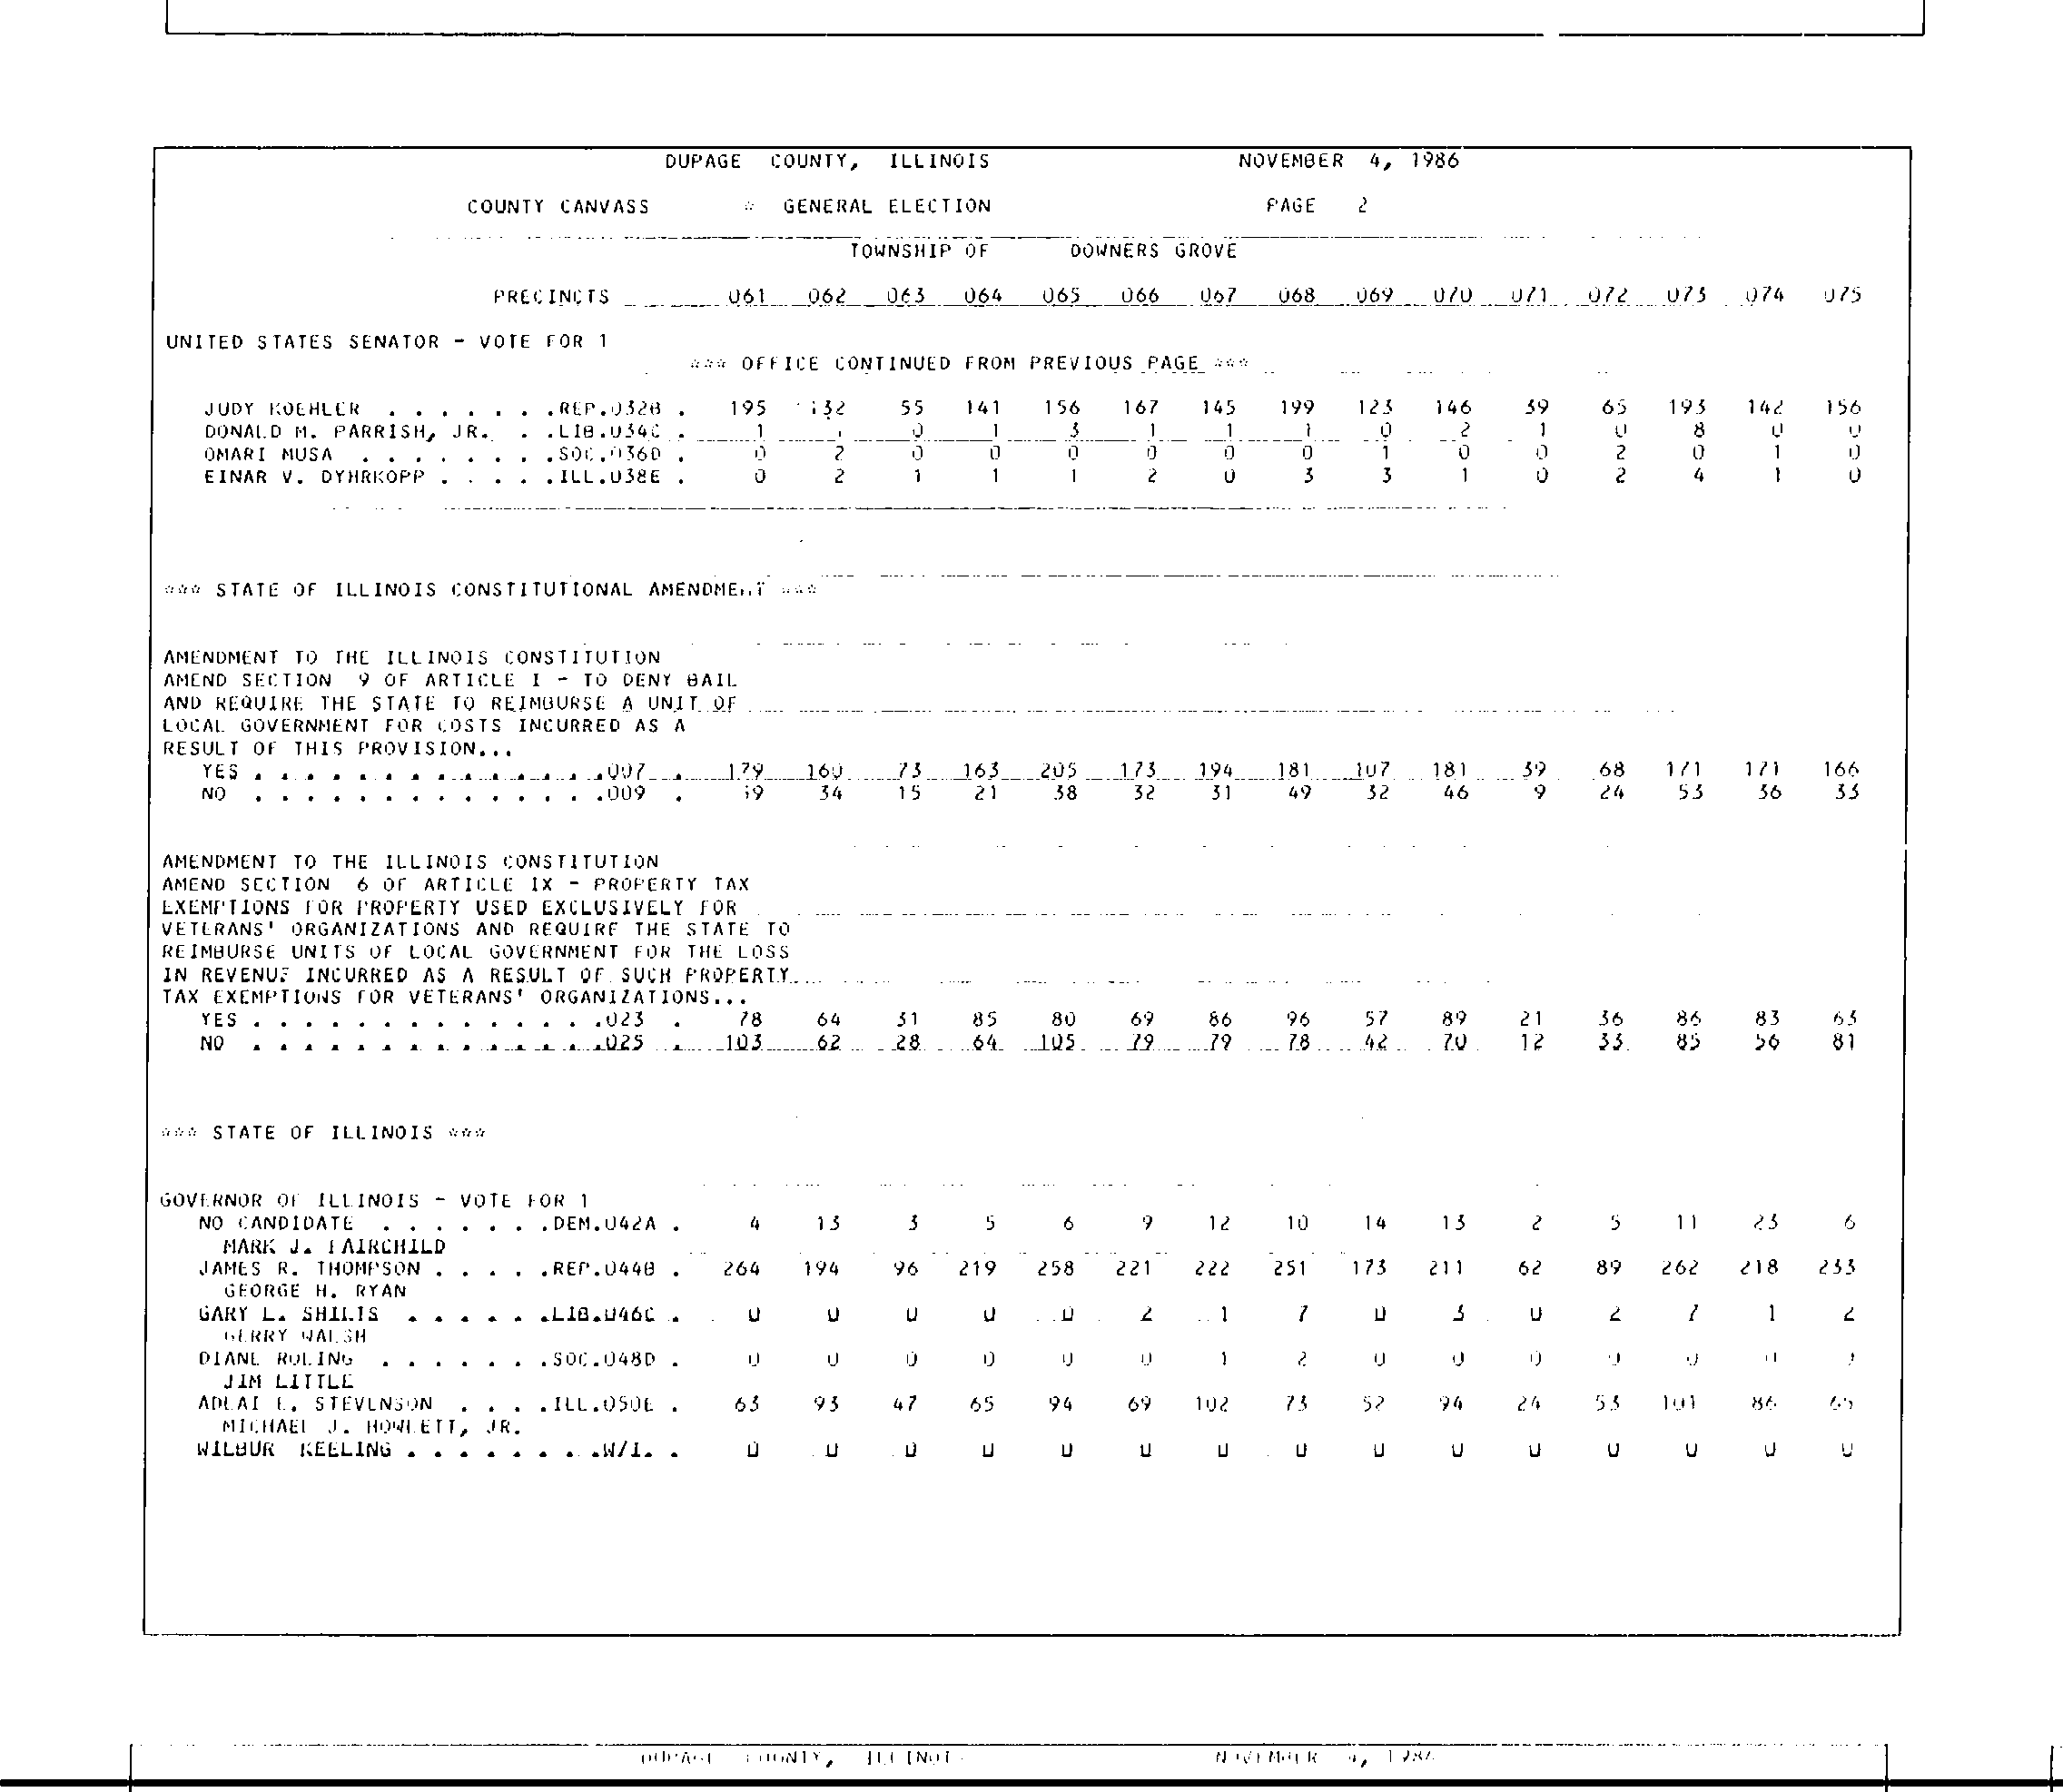 DUPAGE COUNTY, ILLINOIS NOVEMBER 4, 1986
COUNTY CANVASS * GENERAL ELECTION PAGE 2
TOWNSHIP OF DOWNERS GROVE
PRECINCTS 061 062 063 064 065 066 067 068 069 070 071 072 073 074 075
UNITED STATES SENATOR - VOTE FOR 1
*** OFFICE CONTINUED FROM PREVIOUS PAGE ***
JUDY KOEHLER . . . . . . .REP.032B . 195 132 55 141 156 167 145 199 123 146 39 65 193 142 156
DONALD M. PARRISH, JR. . .LIB.034C . 1 0 1 3 1 1 1 0 2 1 0 8 0 0
OMARI MUSA . . . . . . . .SOC.036D . 0 2 0 0 0 0 0 0 1 0 0 2 0 1 0
EINAR V. DYHRKOPP . . . . .ILL.038E . 0 2 1 1 1 2 0 3 3 1 0 2 4 1 0
*** STATE OF ILLINOIS CONSTITUTIONAL AMENDMENT ***
AMENDMENT TO THE ILLINOIS CONSTITUTION
AMEND SECTION 9 OF ARTICLE I - TO DENY BAIL
AND REQUIRE THE STATE TO REIMBURSE A UNIT OF
LOCAL GOVERNMENT FOR COSTS INCURRED AS A
RESULT OF THIS PROVISION...
YES . . . . . . . . . . . . . .007 . 179 160 73 163 205 173 194 181 107 181 39 68 171 171 166
NO . . . . . . . . . . . . . .009 . 34 15 21 38 32 31 49 32 46 9 24 53 36 33
AMENDMENT TO THE ILLINOIS CONSTITUTION
AMEND SECTION 6 OF ARTICLE IX - PROPERTY TAX
EXEMPTIONS FOR PROPERTY USED EXCLUSIVELY FOR
VETERANS' ORGANIZATIONS AND REQUIRE THE STATE TO
REIMBURSE UNITS OF LOCAL GOVERNMENT FOR THE LOSS
IN REVENUE INCURRED AS A RESULT OF SUCH PROPERTY
TAX EXEMPTIONS FOR VETERANS' ORGANIZATIONS...
YES . . . . . . . . . . . . . .023 . 78 64 31 85 80 69 86 96 57 89 21 36 86 83 63
NO . . . . . . . . . . . . . .025 . 103 62 28 64 105 79 79 78 42 70 12 33 85 56 81
*** STATE OF ILLINOIS ***
GOVERNOR OF ILLINOIS - VOTE FOR 1
NO CANDIDATE . . . . . . .DEM.042A . 4 13 3 5 6 9 12 10 14 13 2 5 11 23 6
MARK J. FAIRCHILD
JAMES R. THOMPSON . . . . .REP.044B . 264 194 96 219 258 221 222 251 173 211 62 89 262 218 233
GEORGE H. RYAN
GARY L. SHILTS . . . . . .LIB.046C . 0 0 0 0 0 2 1 7 0 3 0 2 7 1 2
GERRY WALSH
DIANE ROLING . . . . . . .SOC.048D . 0 0 0 0 0 0 1 2 0 0 0 0 0 0
JIM LITTLE
ADLAI E. STEVENSON . . . .ILL.050E . 63 93 47 65 94 69 102 73 52 94 24 53 101 86 65
MICHAEL J. HOWLETT, JR.
WILBUR KEELING . . . . . . . .W/I. . 0 0 0 0 0 0 0 0 0 0 0 0 0 0 0
DUPAGE COUNTY, ILLINOIS NOVEMBER 4, 1986